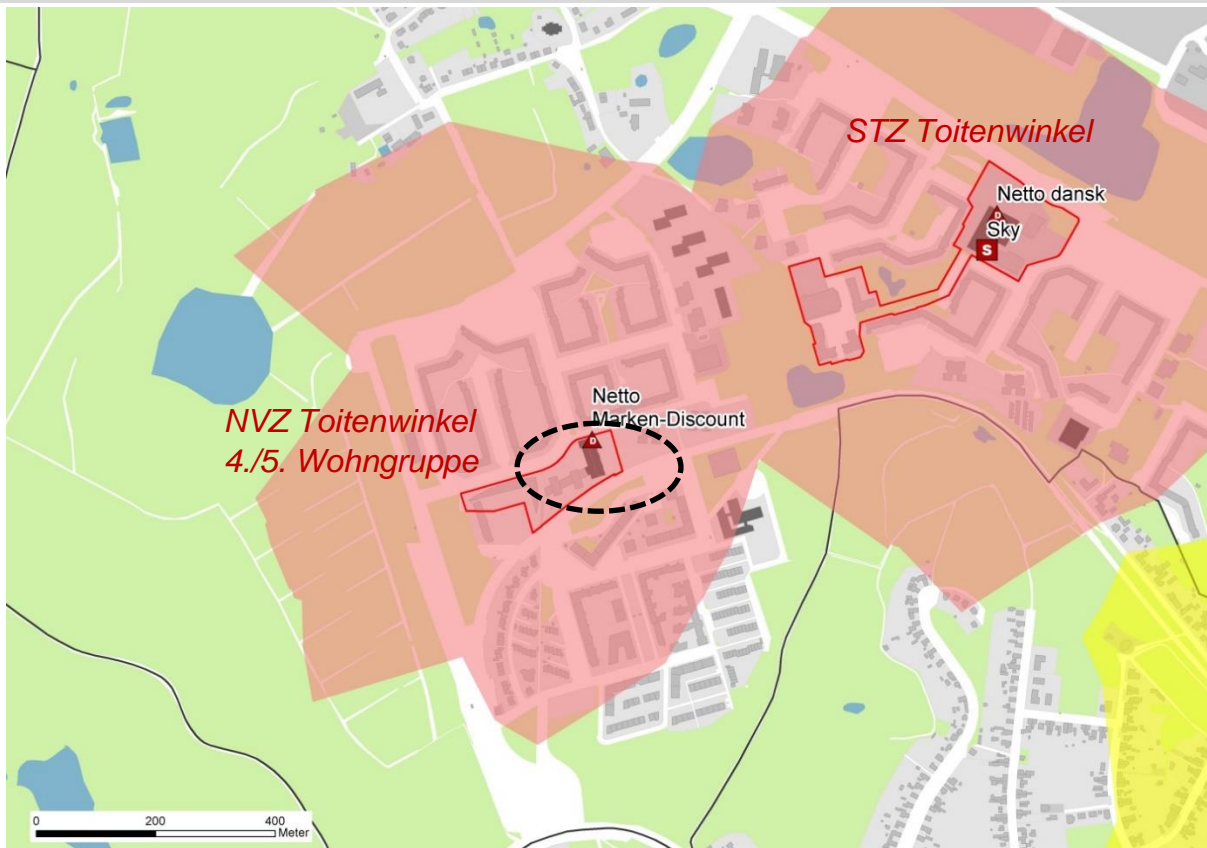 STZ Toitenwinkel
Netto dansk
D
Sky
S
NVZ Toitenwinkel
4./5. Wohngruppe
Netto
Marken-Discount
D
0 200 400
Meter